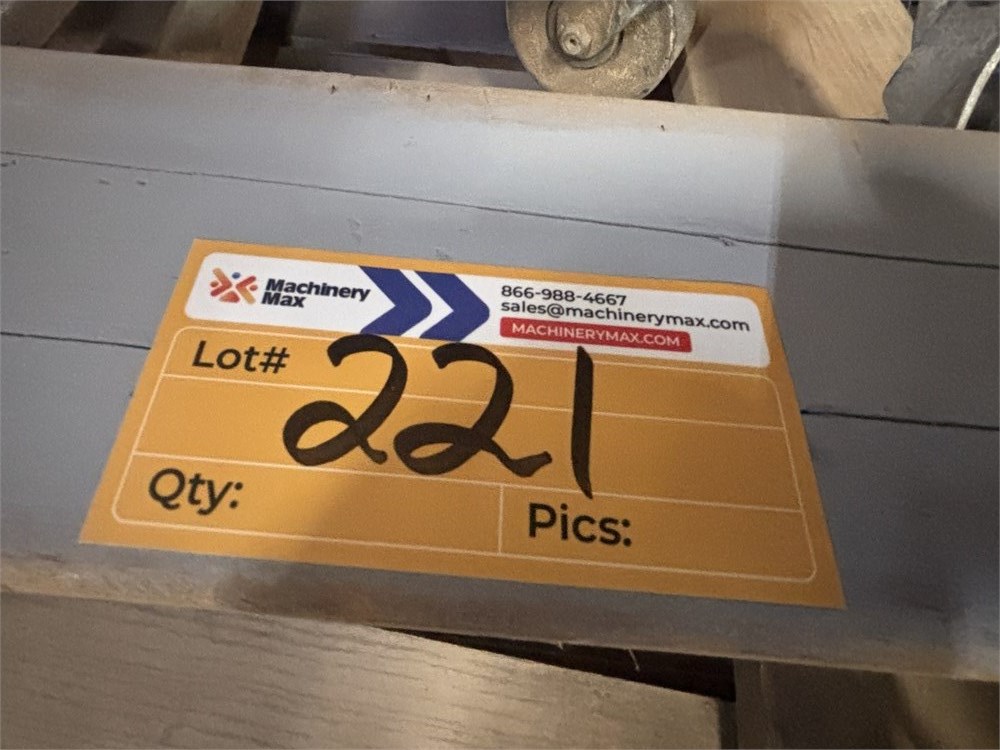 Machinery
Max
866-988-4667
sales@machinerymax.com
MACHINERYMAX.COM
Lot# 221
Qty:
Pics: